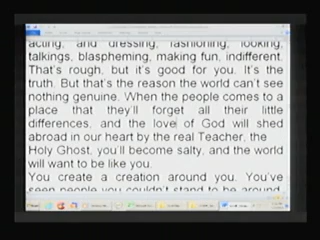 acting, and dressing, fashioning, looking,
talkings, blaspheming, making fun, indifferent.
That's rough, but it's good for you. It's the
truth. But that's the reason the world can't see
nothing genuine. When the people comes to a
place that they'll forget all their little
differences, and the love of God will shed
abroad in our heart by the real Teacher, the
Holy Ghost, you'll become salty, and the world
will want to be like you.
You create a creation around you. You've
seen people you couldn't stand to be around